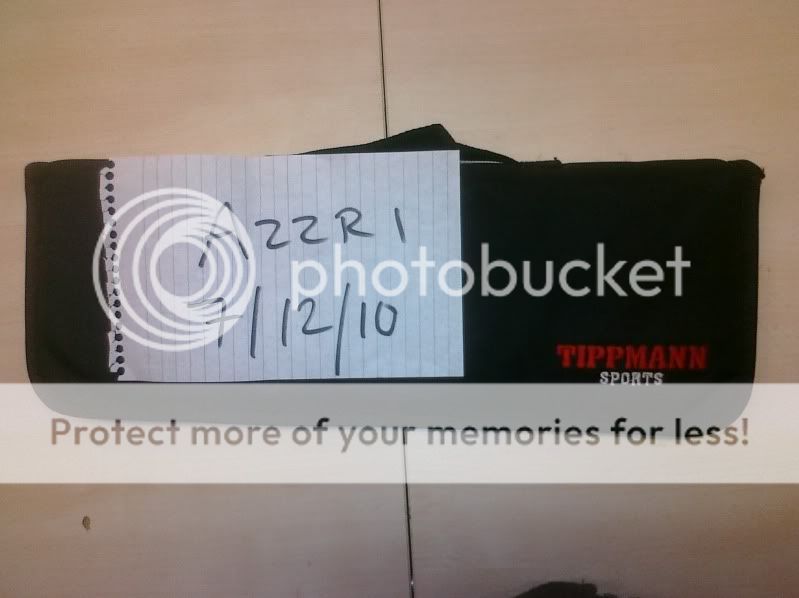 AZZR1
photobucket
7/12/10
TIPPMANN
SPORTS
Protect more of your memories for less!